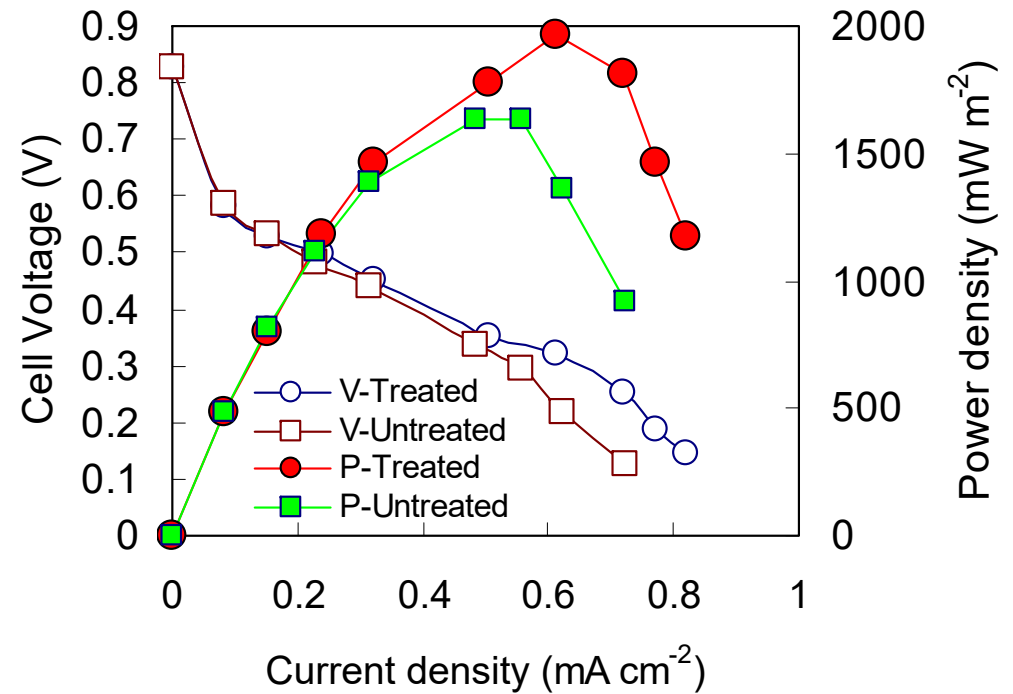 0.9
0.8
0.7
0.6
0.5
0.4
0.3
0.2
0.1
0
Cell Voltage (V)
2000
1500
1000
500
0
Power density (mW m-2)
V-Treated
V-Untreated
P-Treated
P-Untreated
0 0.2 0.4 0.6 0.8 1
Current density (mA cm-2)